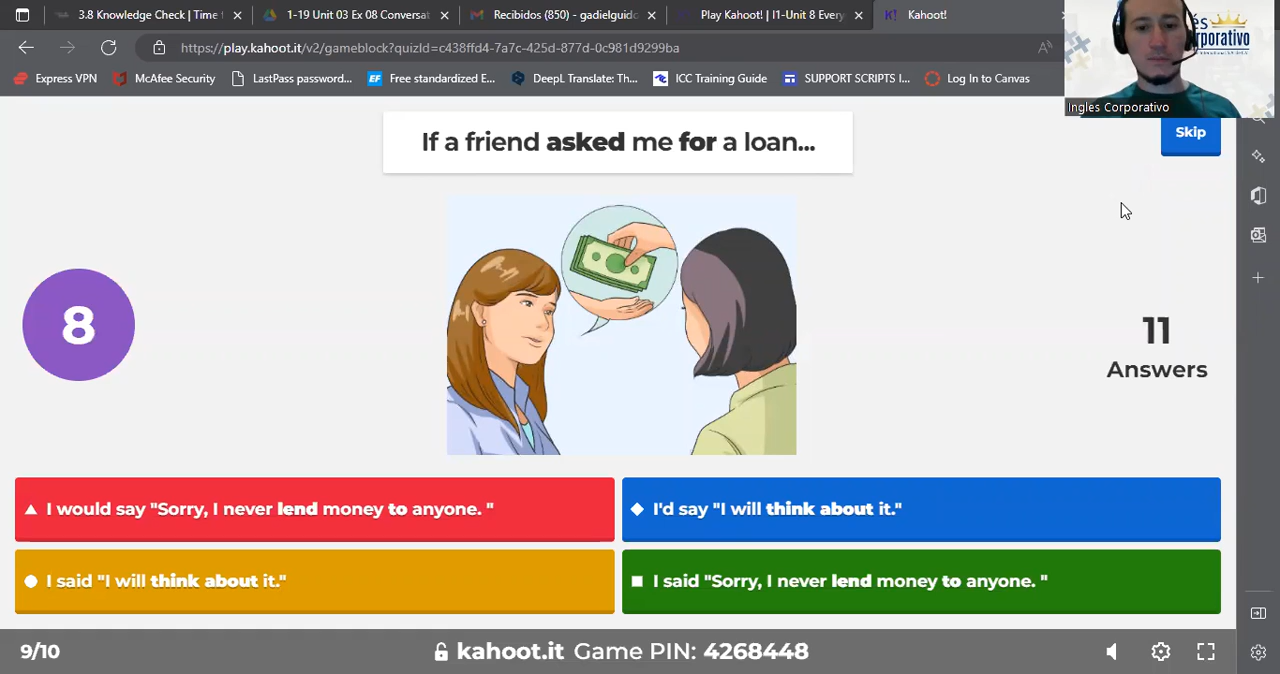 3.8 Knowledge Check | Time
1-19 Unit 03 Ex 08 Conversat
Recibidos (850) - gadielguido
Play Kahoot! | I1-Unit 8 Every
Kahoot!
https://play.kahoot.it/v2/gameblock?quizId=c438ffd4-7a7c-425d-877d-0c981d9299ba
Express VPN
McAfee Security
LastPass password...
Free standardized E...
DeepL Translate: Th...
ICC Training Guide
SUPPORT SCRIPTS I...
Log In to Canvas
és
orporativo
Ingles Corporativo
If a friend asked me for a loan...
Skip
8
11
Answers
I would say "Sorry, I never lend money to anyone. "
I'd say "I will think about it."
I said "I will think about it."
I said "Sorry, I never lend money to anyone. "
9/10
kahoot.it Game PIN: 4268448